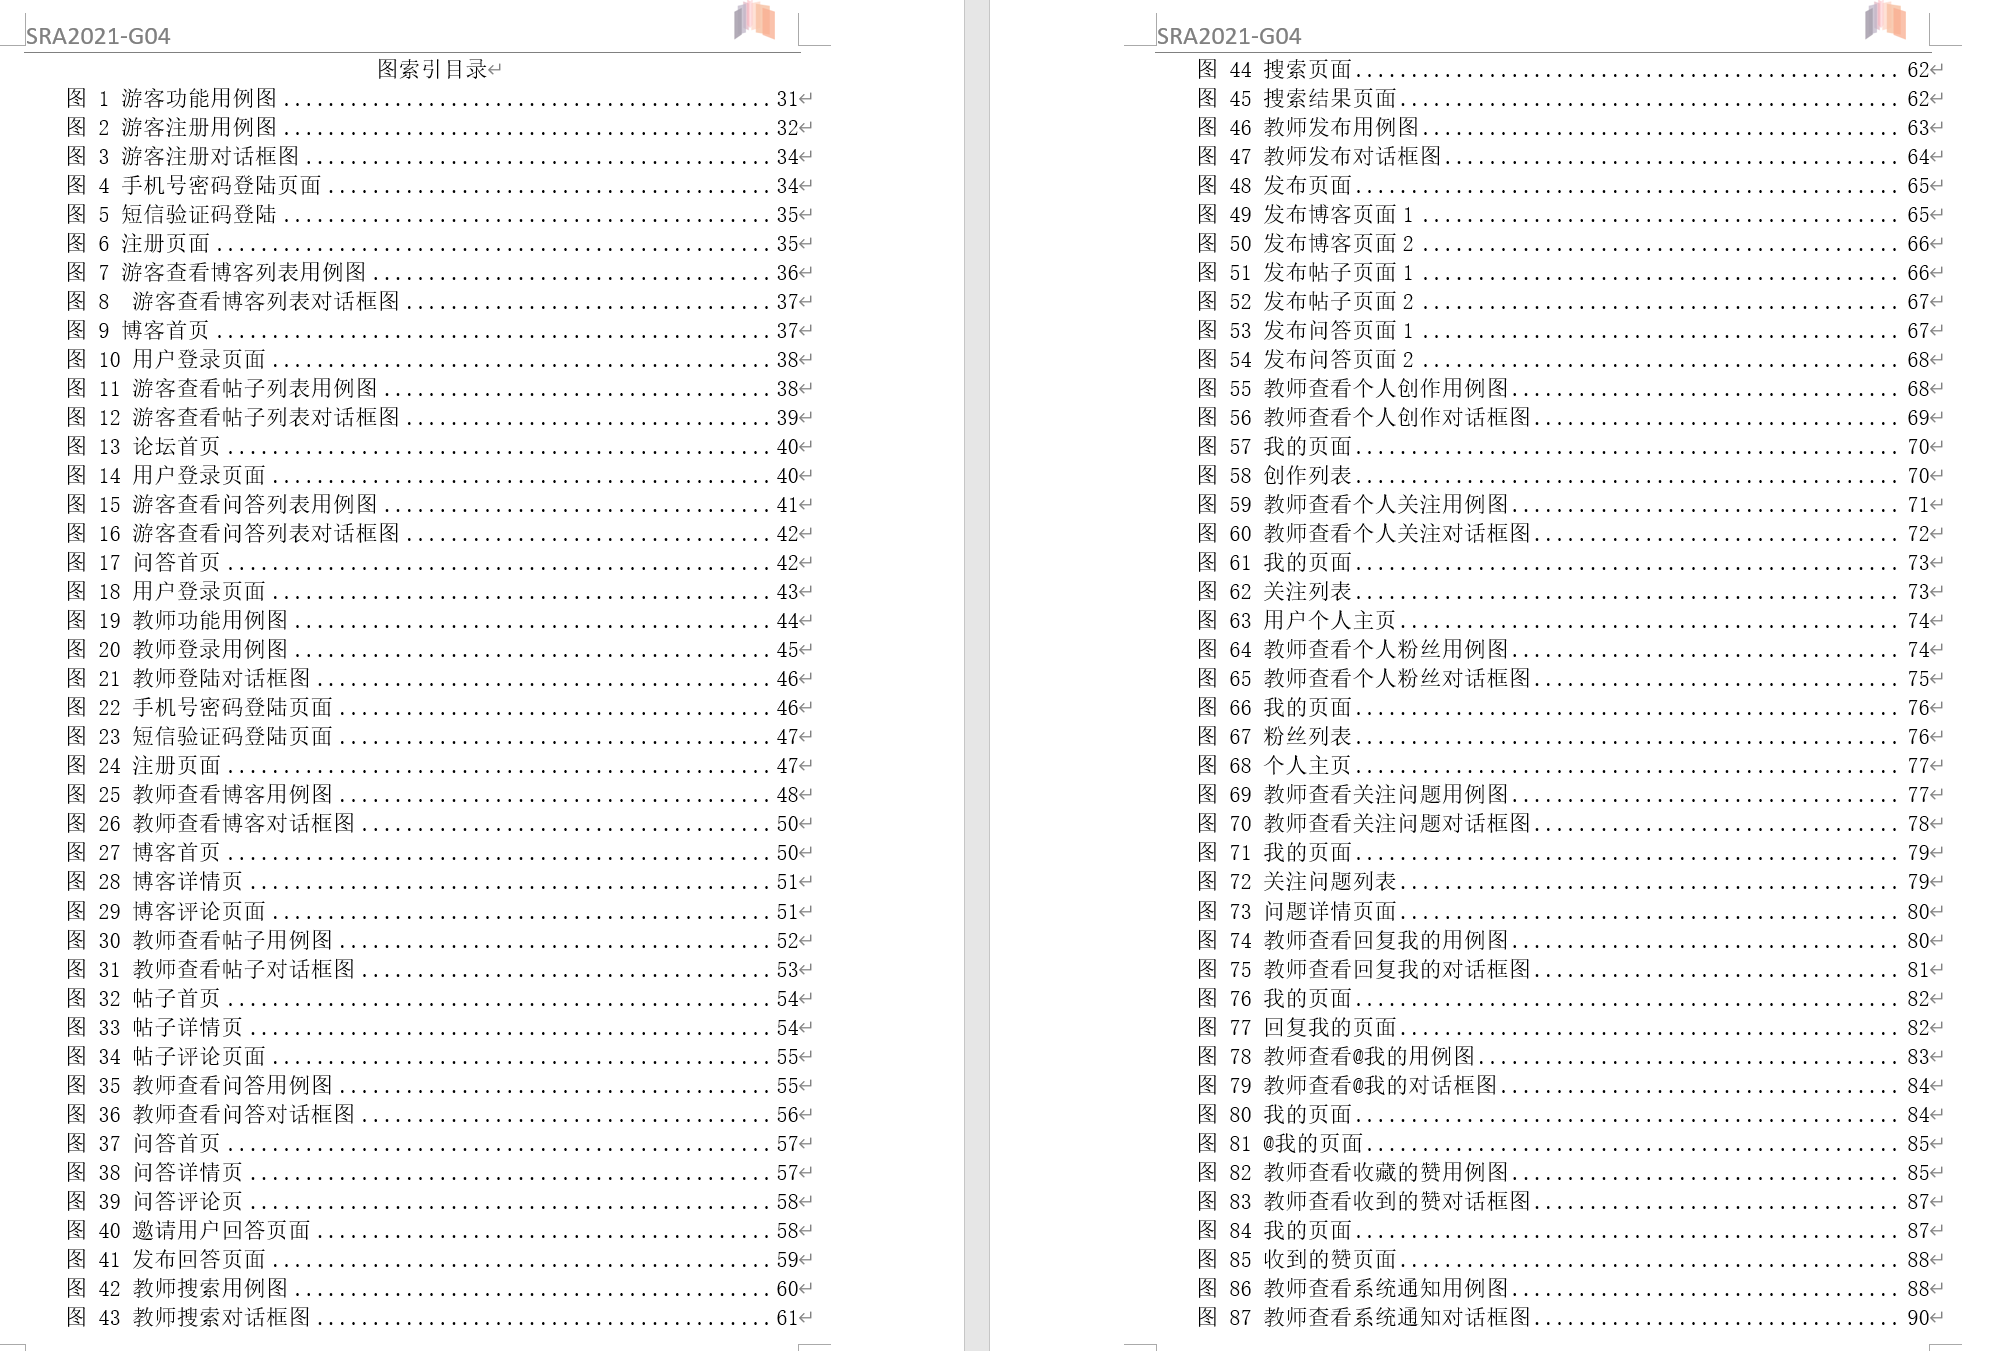 SRA2021-G04
图索引目录
图 1 游客功能用例图............................................31
图 2 游客注册用例图............................................32
图 3 游客注册对话框图..........................................34
图 4 手机号密码登陆页面........................................34
图 5 短信验证码登陆............................................35
图 6 注册页面..................................................35
图 7 游客查看博客列表用例图....................................36
图 8  游客查看博客列表对话框图.................................37
图 9 博客首页..................................................37
图 10 用户登录页面.............................................38
图 11 游客查看帖子列表用例图...................................38
图 12 游客查看帖子列表对话框图.................................39
图 13 论坛首页.................................................40
图 14 用户登录页面.............................................40
图 15 游客查看问答列表用例图...................................41
图 16 游客查看问答列表对话框图.................................42
图 17 问答首页.................................................42
图 18 用户登录页面.............................................43
图 19 教师功能用例图...........................................44
图 20 教师登录用例图...........................................45
图 21 教师登陆对话框图.........................................46
图 22 手机号密码登陆页面.......................................46
图 23 短信验证码登陆页面.......................................47
图 24 注册页面.................................................47
图 25 教师查看博客用例图.......................................48
图 26 教师查看博客对话框图.....................................50
图 27 博客首页.................................................50
图 28 博客详情页...............................................51
图 29 博客评论页面.............................................51
图 30 教师查看帖子用例图.......................................52
图 31 教师查看帖子对话框图.....................................53
图 32 帖子首页.................................................54
图 33 帖子详情页...............................................54
图 34 帖子评论页面.............................................55
图 35 教师查看问答用例图.......................................55
图 36 教师查看问答对话框图.....................................56
图 37 问答首页.................................................57
图 38 问答详情页...............................................57
图 39 问答评论页...............................................58
图 40 邀请用户回答页面.........................................58
图 41 发布回答页面.............................................59
图 42 教师搜索用例图...........................................60
图 43 教师搜索对话框图.........................................61
SRA2021-G04
图 44 搜索页面.................................................62
图 45 搜索结果页面.............................................62
图 46 教师发布用例图...........................................63
图 47 教师发布对话框图.........................................64
图 48 发布页面.................................................65
图 49 发布博客页面1............................................65
图 50 发布博客页面2............................................66
图 51 发布帖子页面1............................................66
图 52 发布帖子页面2............................................67
图 53 发布问答页面1............................................67
图 54 发布问答页面2............................................68
图 55 教师查看个人创作用例图...................................68
图 56 教师查看个人创作对话框图.................................69
图 57 我的页面.................................................70
图 58 创作列表.................................................70
图 59 教师查看个人关注用例图...................................71
图 60 教师查看个人关注对话框图.................................72
图 61 我的页面.................................................73
图 62 关注列表.................................................73
图 63 用户个人主页.............................................74
图 64 教师查看个人粉丝用例图...................................74
图 65 教师查看个人粉丝对话框图.................................75
图 66 我的页面.................................................76
图 67 粉丝列表.................................................76
图 68 个人主页.................................................77
图 69 教师查看关注问题用例图...................................77
图 70 教师查看关注问题对话框图.................................78
图 71 我的页面.................................................79
图 72 关注问题列表.............................................79
图 73 问题详情页面.............................................80
图 74 教师查看回复我的用例图...................................80
图 75 教师查看回复我的对话框图.................................81
图 76 我的页面.................................................82
图 77 回复我的页面.............................................82
图 78 教师查看@我的用例图......................................83
图 79 教师查看@我的对话框图....................................84
图 80 我的页面.................................................84
图 81 @我的页面................................................85
图 82 教师查看收藏的赞用例图...................................85
图 83 教师查看收到的赞对话框图.................................87
图 84 我的页面.................................................87
图 85 收到的赞页面.............................................88
图 86 教师查看系统通知用例图...................................88
图 87 教师查看系统通知对话框图.................................90